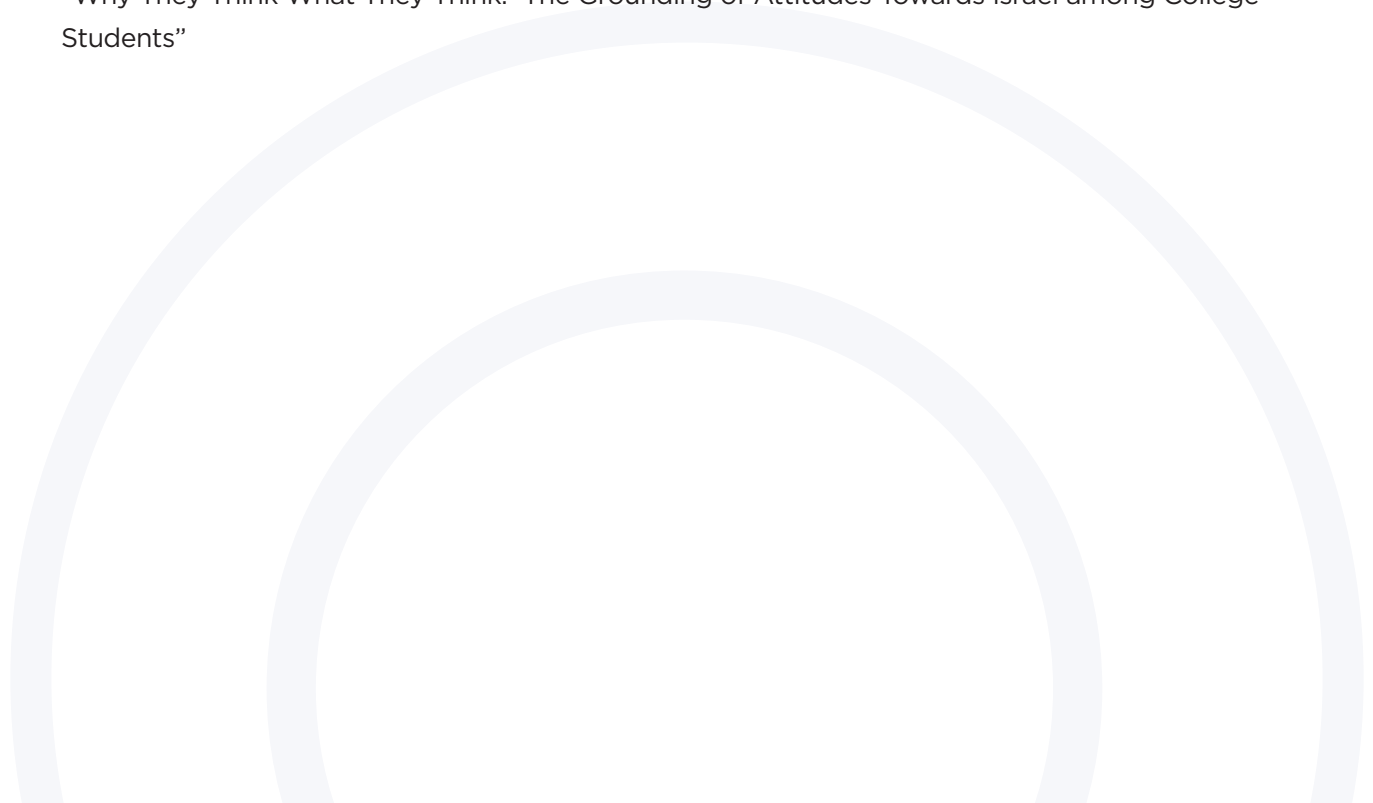 “Why They Think What They Think: The Grounding of Attitudes Towards Israel among College
Students”